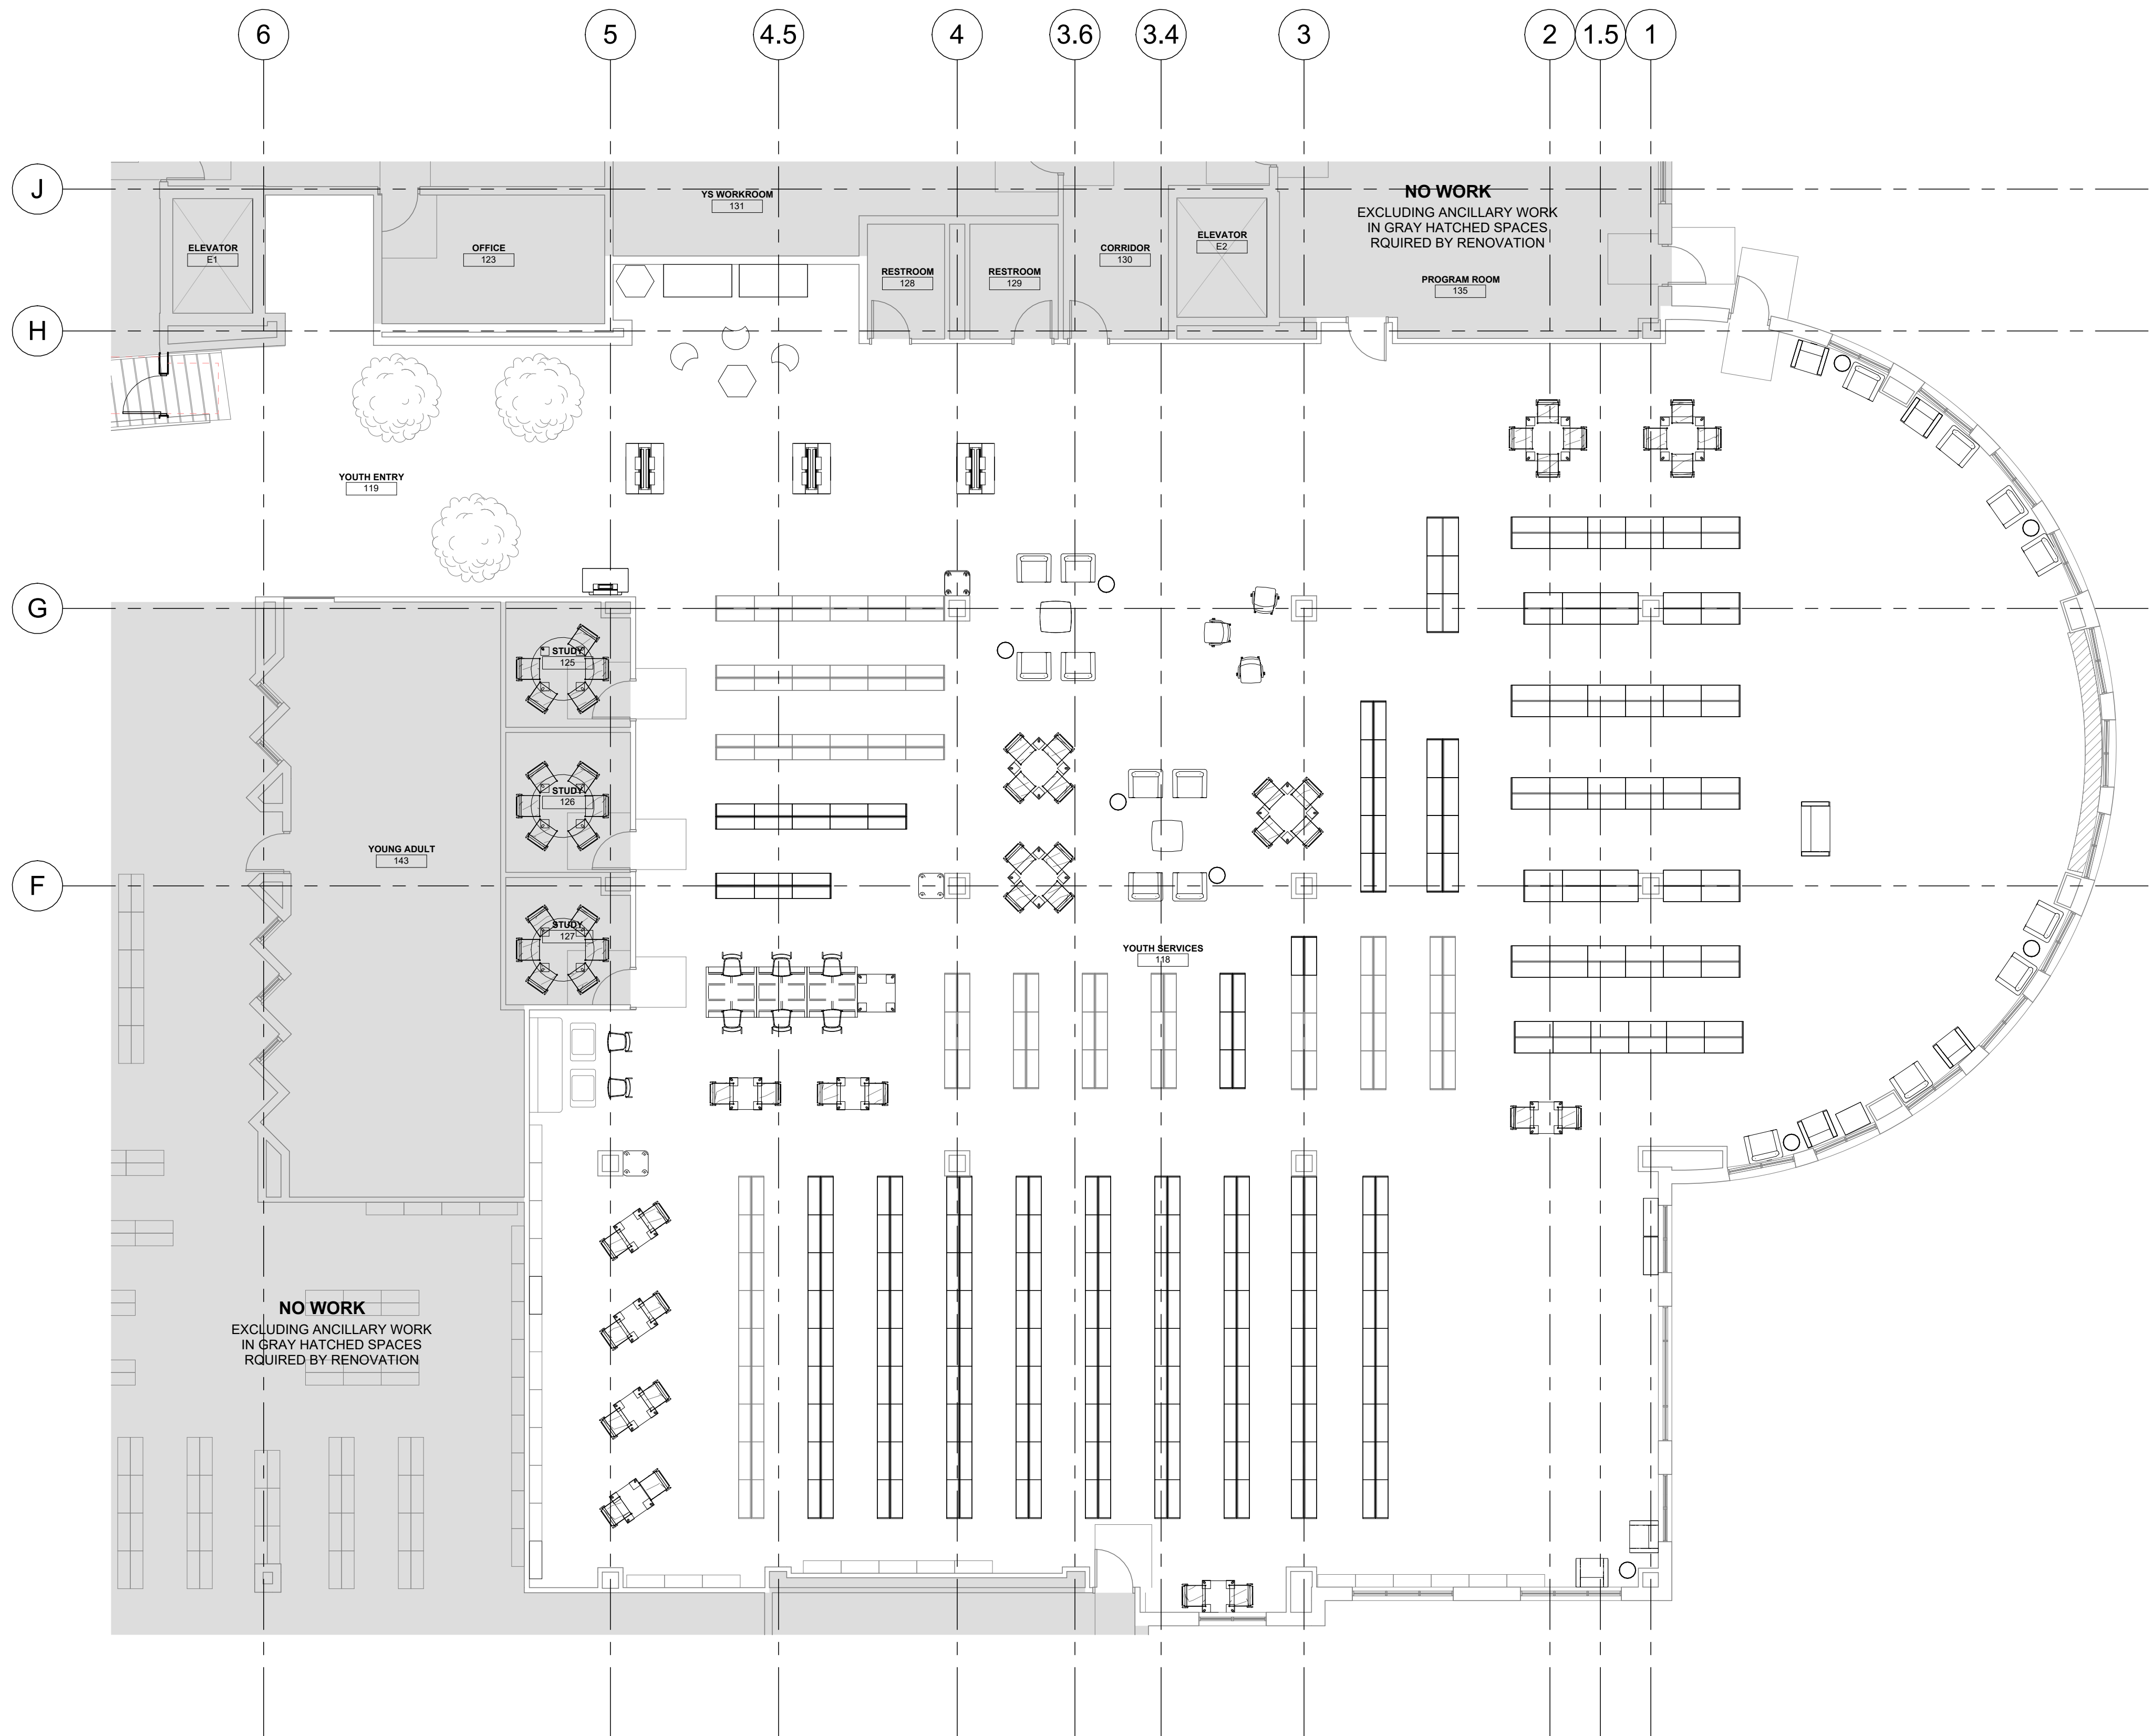 6
5
4.5
4
3.6
3.4
3
2
1.5
1
J
YS WORKROOM
131
NO WORK
EXCLUDING ANCILLARY WORK
IN GRAY HATCHED SPACES
RQUIRED BY RENOVATION
ELEVATOR
E1
OFFICE
123
RESTROOM
128
RESTROOM
129
CORRIDOR
130
ELEVATOR
E2
PROGRAM ROOM
135
H
YOUTH ENTRY
119
G
STUDY
125
STUDY
126
YOUNG ADULT
143
F
STUDY
127
YOUTH SERVICES
118
NO WORK
EXCLUDING ANCILLARY WORK
IN GRAY HATCHED SPACES
RQUIRED BY RENOVATION